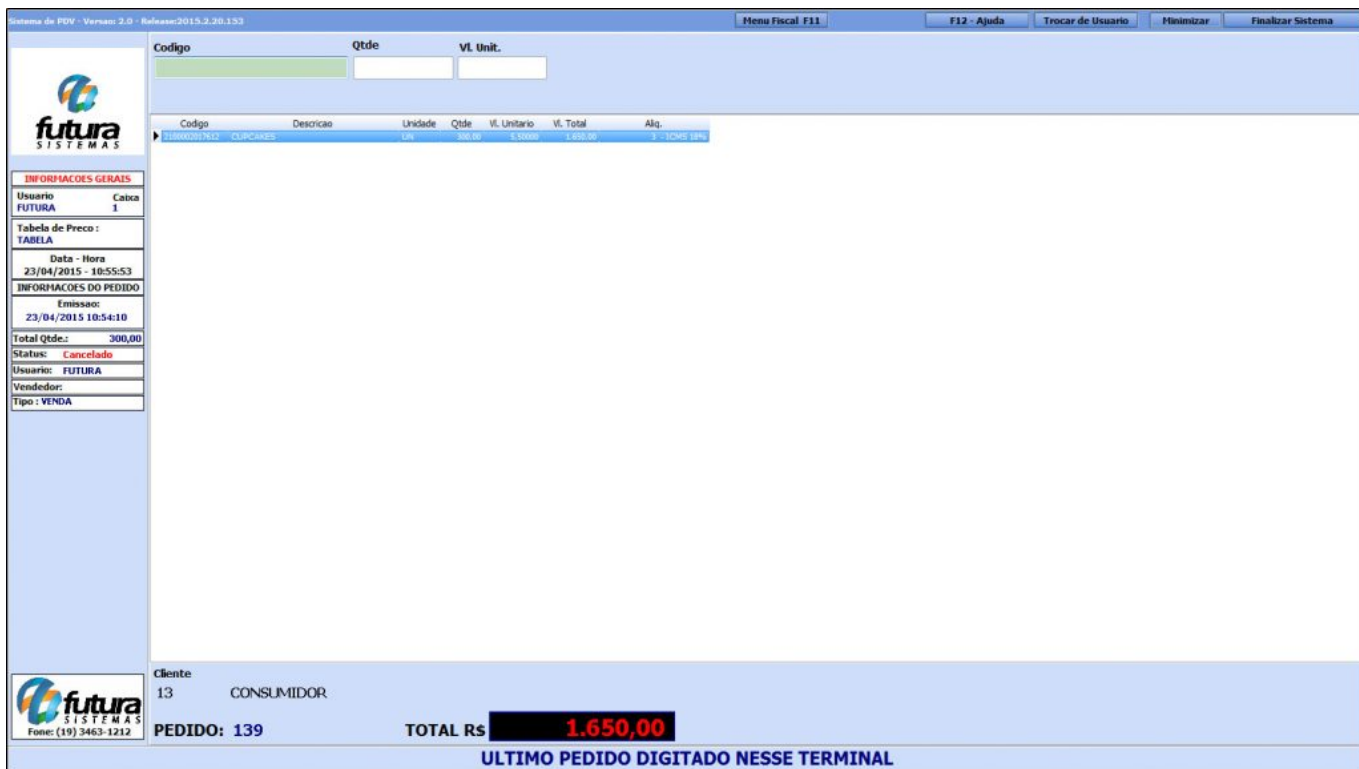 Sistema de PDV - Versao: 2.0 - Release:2015.2.20.153 Menu Fiscal F11 F12 - Ajuda Trocar de Usuario Minimizar Finalizar Sistema
Codigo Qtde Vl. Unit.
futura
SISTEMAS
Codigo Descricao Unidade Qtde Vl. Unitario Vl. Total Aliq.
2100002017612 CUPCAKES UN 300,00 5,50000 1.650,00 3 - ICMS 18%
INFORMACOES GERAIS
Usuario Caixa
FUTURA 1
Tabela de Preco :
TABELA
Data - Hora
23/04/2015 - 10:55:53
INFORMACOES DO PEDIDO
Emissao:
23/04/2015 10:54:10
Total Qtde.: 300,00
Status: Cancelado
Usuario: FUTURA
Vendedor:
Tipo : VENDA
Cliente
13 CONSUMIDOR
futura
SISTEMAS
Fone: (19) 3463-1212
PEDIDO: 139 TOTAL R$ 1.650,00
ULTIMO PEDIDO DIGITADO NESSE TERMINAL